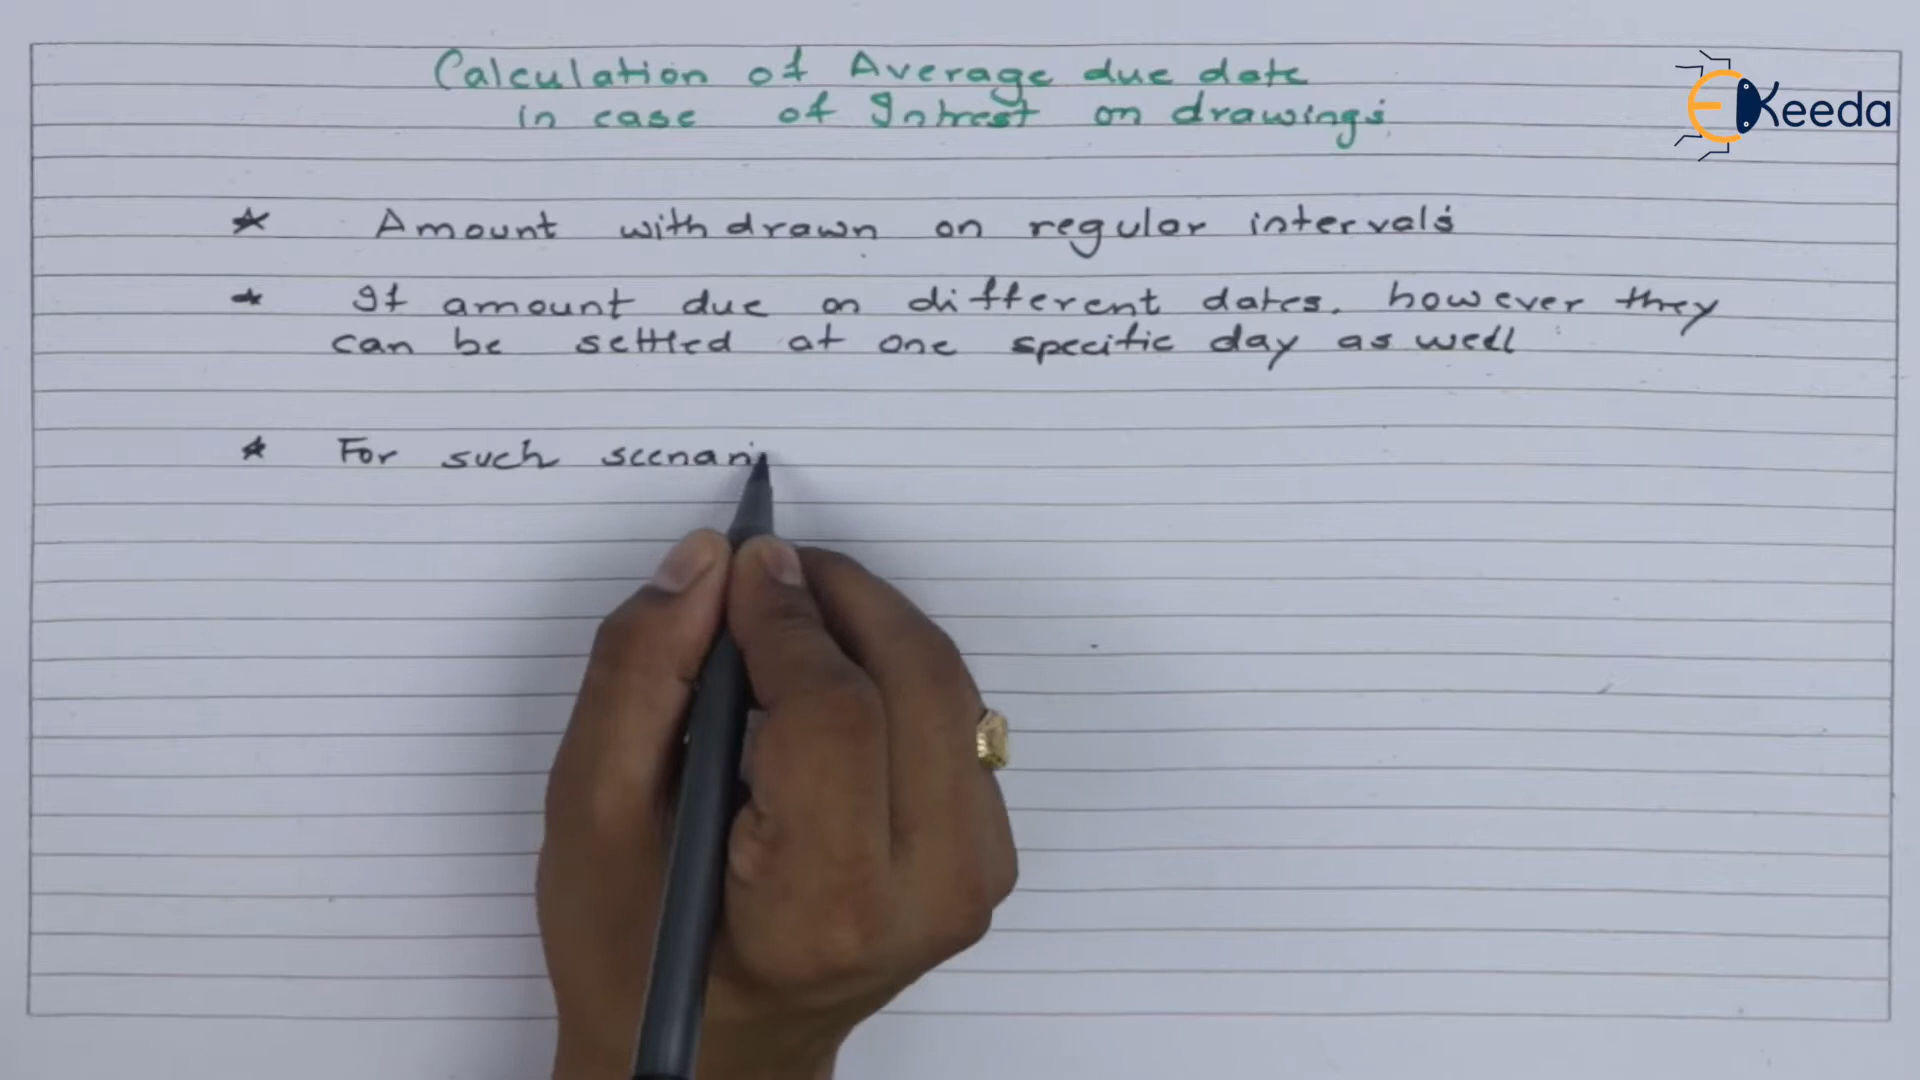 Calculation of Average due date
in case of Intrest on drawings
Keeda
★ Amount withdrawn on regular intervals
★ If amount due on different dates. however they
can be settled at one specific day as well
★ For such scenari